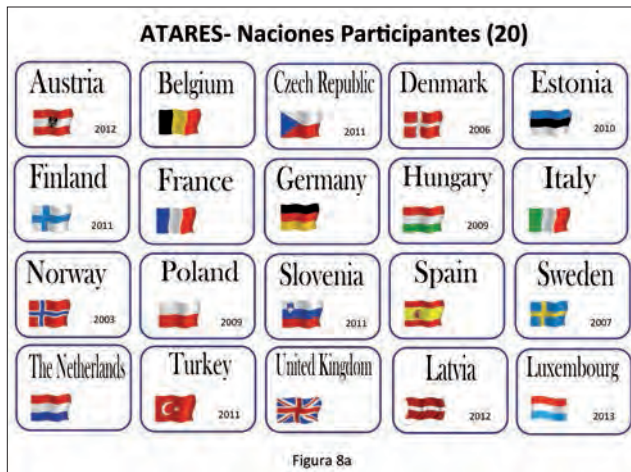 ATARES- Naciones Participantes (20)
Austria
2012
Belgium
Czech Republic
2011
Denmark
2006
Estonia
2010
Finland
2011
France
Germany
Hungary
2009
Italy
Norway
2003
Poland
2009
Slovenia
2011
Spain
Sweden
2007
The Netherlands
Turkey
2011
United Kingdom
Latvia
2012
Luxembourg
2013
Figura 8a